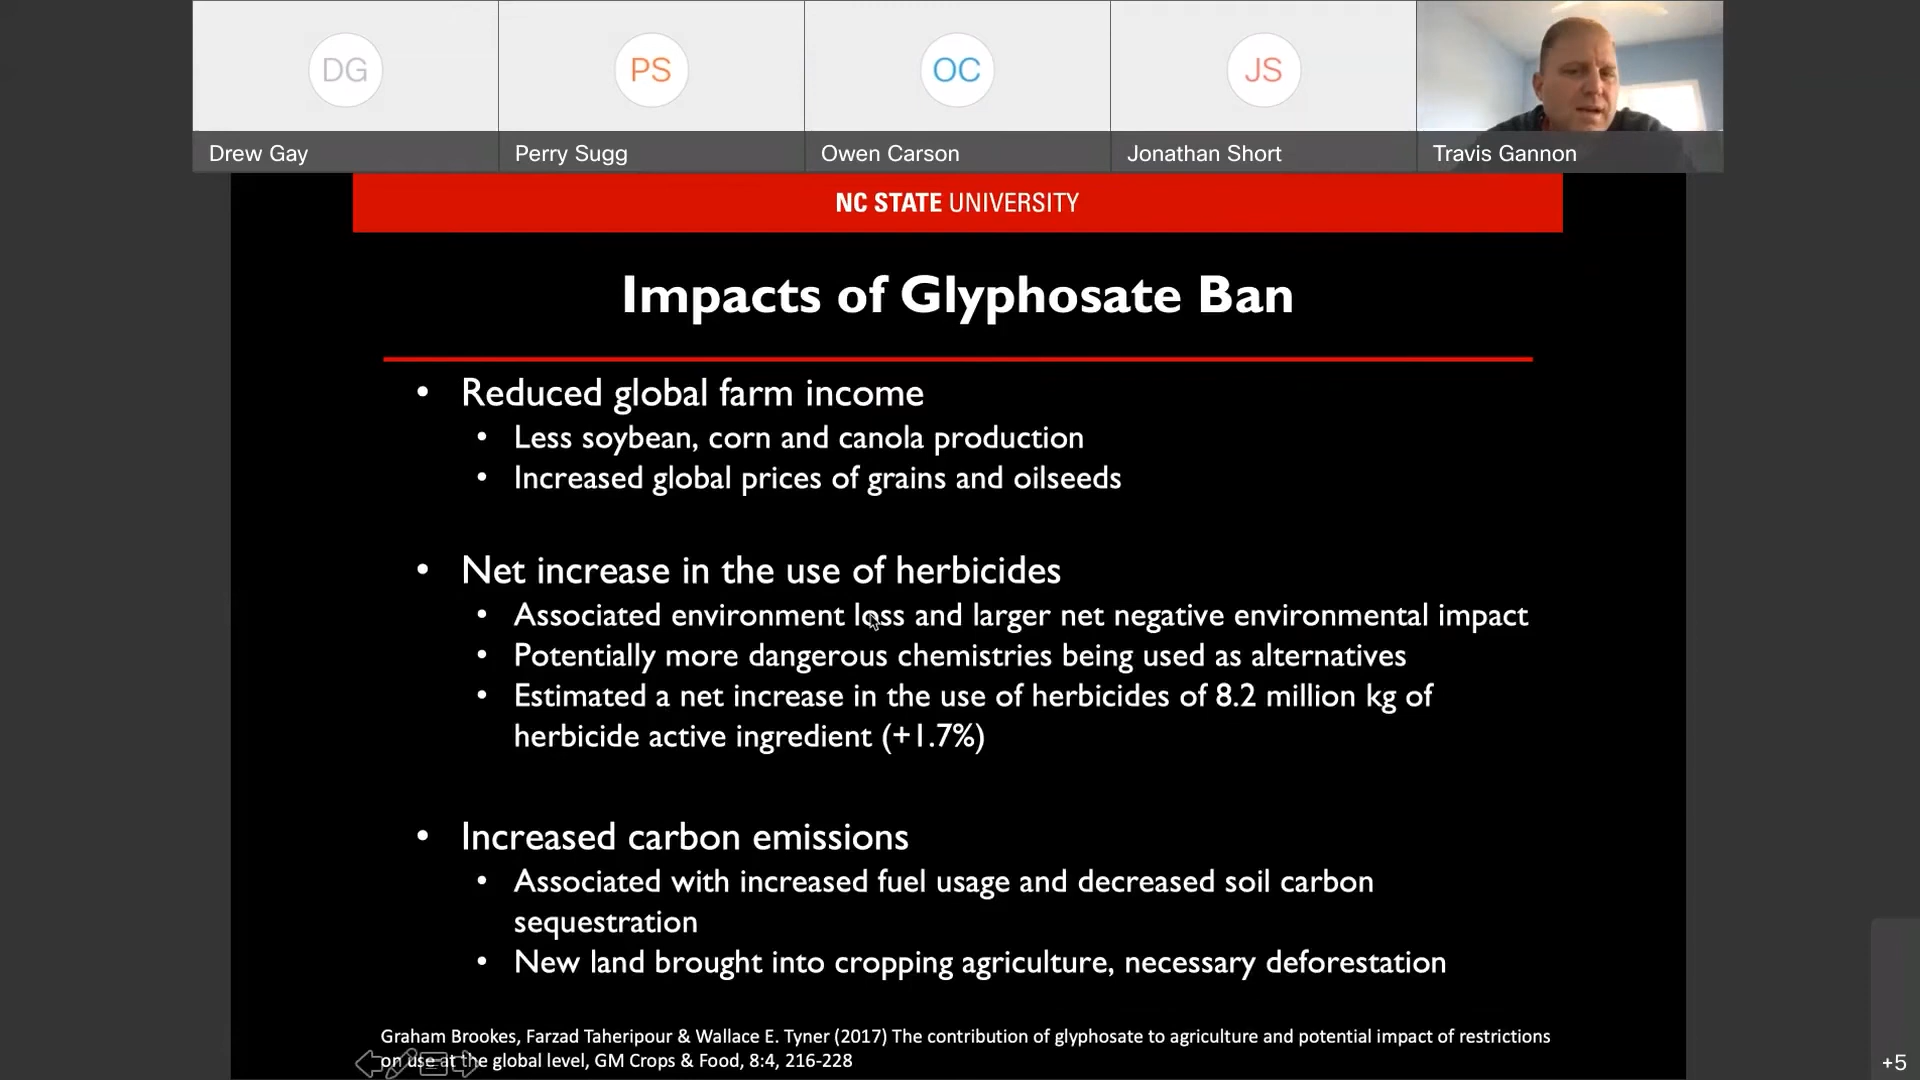 DG
PS
OC
JS
Drew Gay
Perry Sugg
Owen Carson
Jonathan Short
Travis Gannon
NC STATE UNIVERSITY
Impacts of Glyphosate Ban
• Reduced global farm income
• Less soybean, corn and canola production
• Increased global prices of grains and oilseeds
• Net increase in the use of herbicides
• Associated environment loss and larger net negative environmental impact
• Potentially more dangerous chemistries being used as alternatives
• Estimated a net increase in the use of herbicides of 8.2 million kg of
herbicide active ingredient (+1.7%)
• Increased carbon emissions
• Associated with increased fuel usage and decreased soil carbon
sequestration
• New land brought into cropping agriculture, necessary deforestation
Graham Brookes, Farzad Taheripour & Wallace E. Tyner (2017) The contribution of glyphosate to agriculture and potential impact of restrictions
on use at the global level, GM Crops & Food, 8:4, 216-228
+5